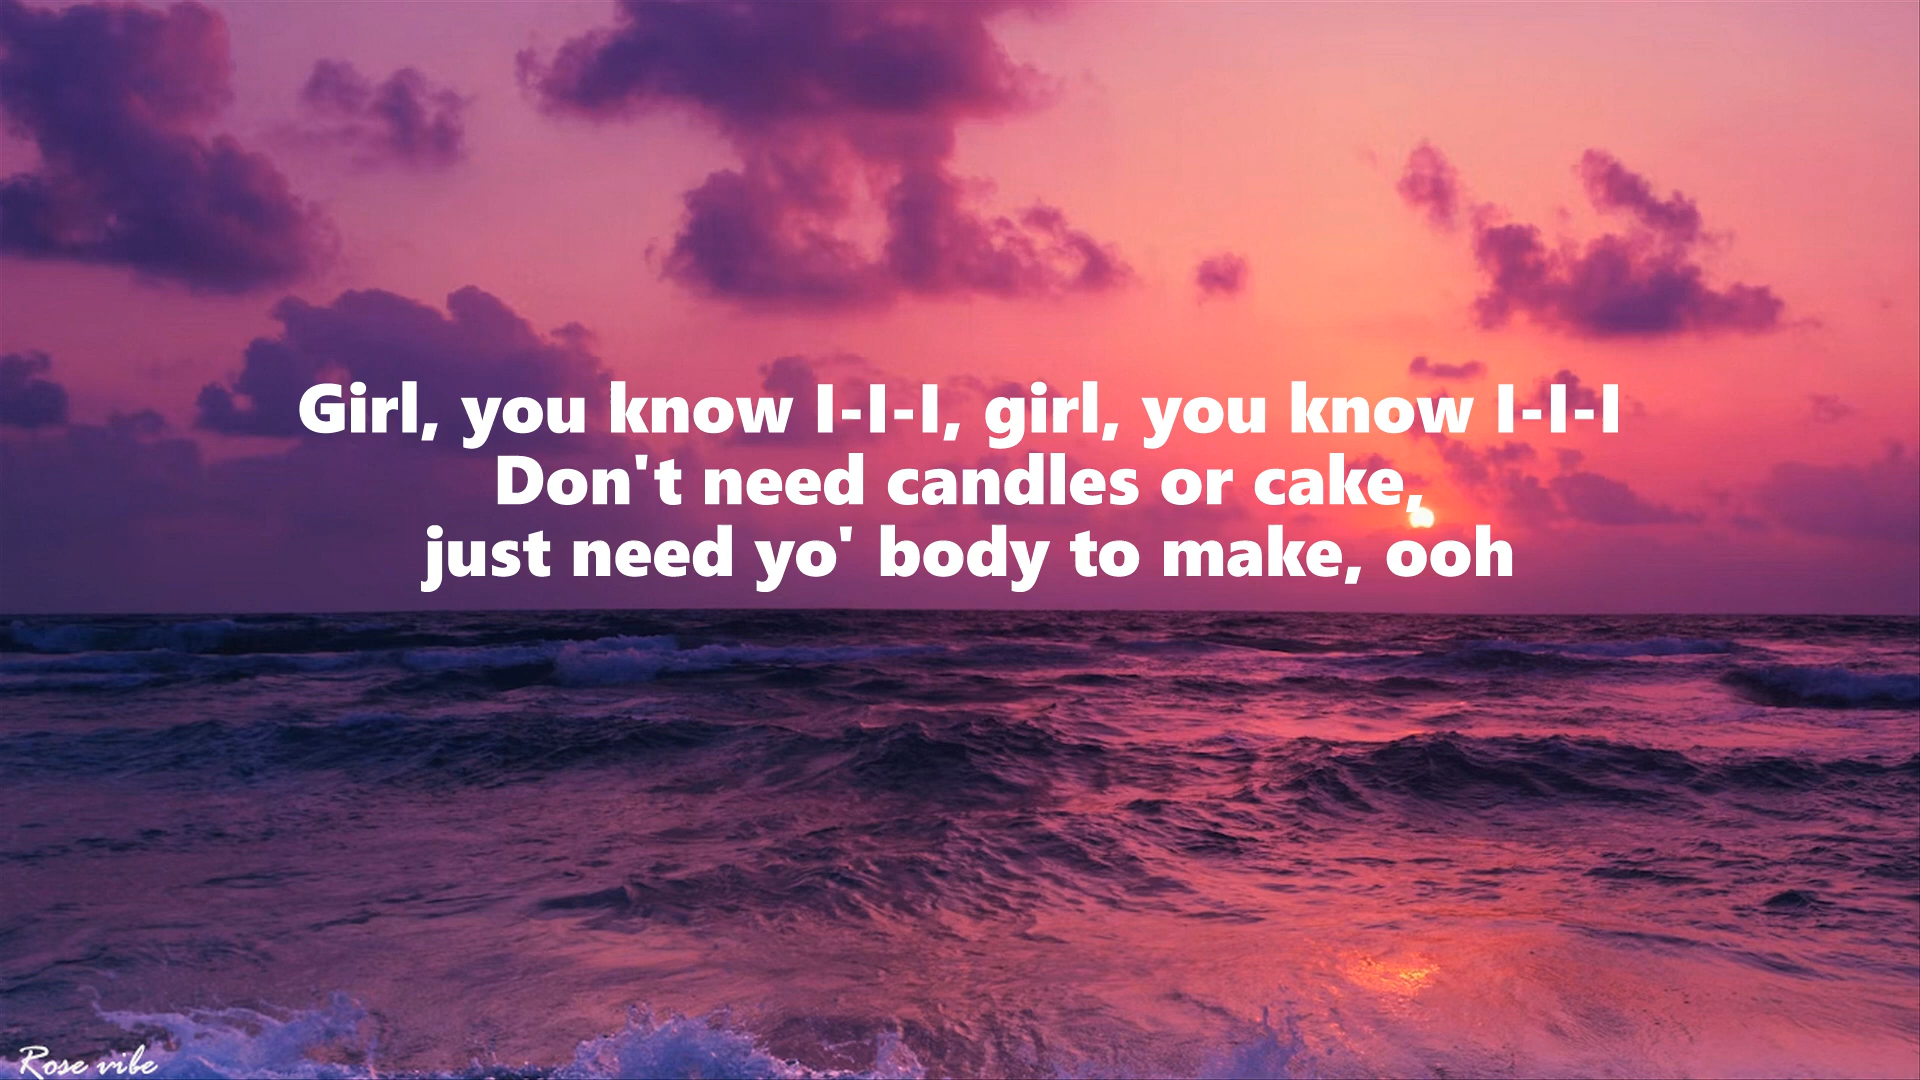 Girl, you know I-I-I, girl, you know I-I-I
Don't need candles or cake,
just need yo' body to make, ooh
Rose vibe